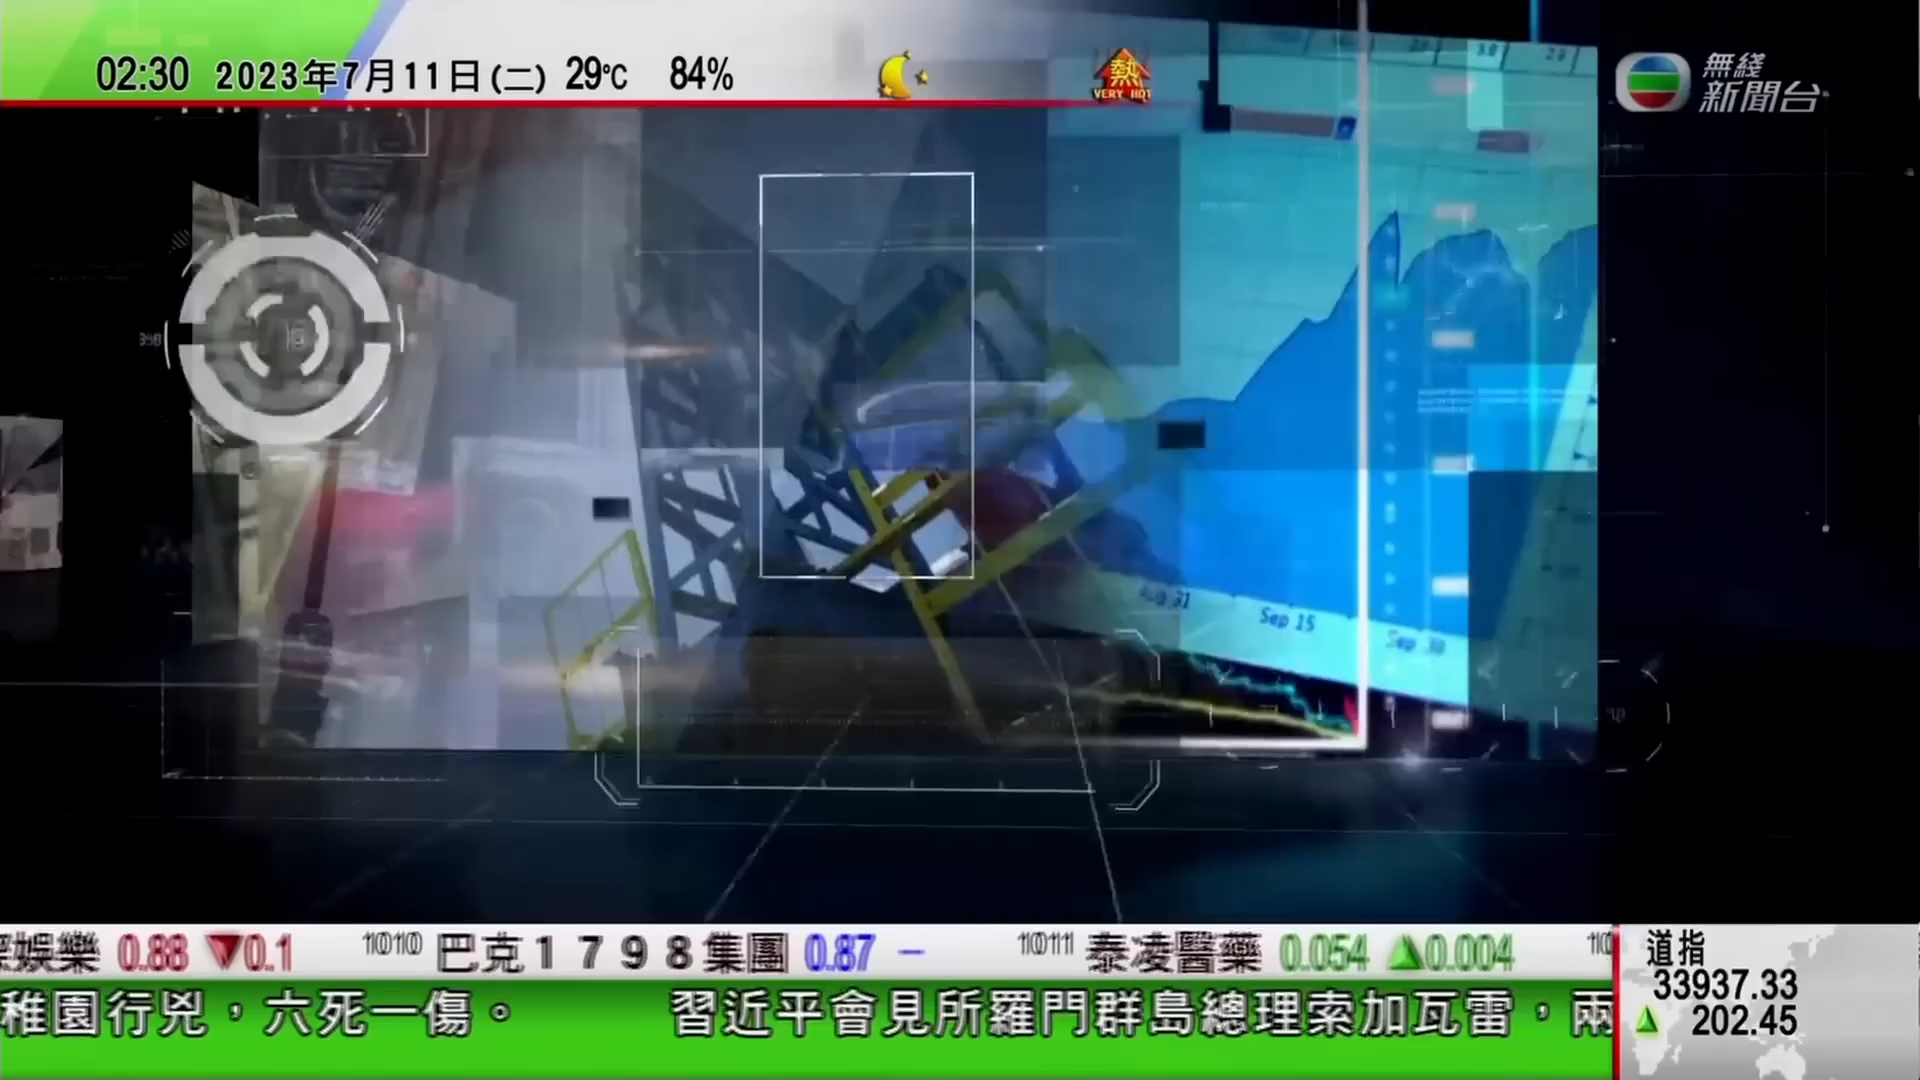 02:30 2023年7月11日(二) 29℃ 84%
熱
VERY HOT
無綫
新聞台
Aug 31
Sep 15
Sep 30
娛樂 0.88 ▼0.1 巴克1798集團 0.87 – 泰凌醫藥 0.054 ▲0.004
稚園行兇，六死一傷。 習近平會見所羅門群島總理索加瓦雷，兩
道指
33937.33
▲ 202.45